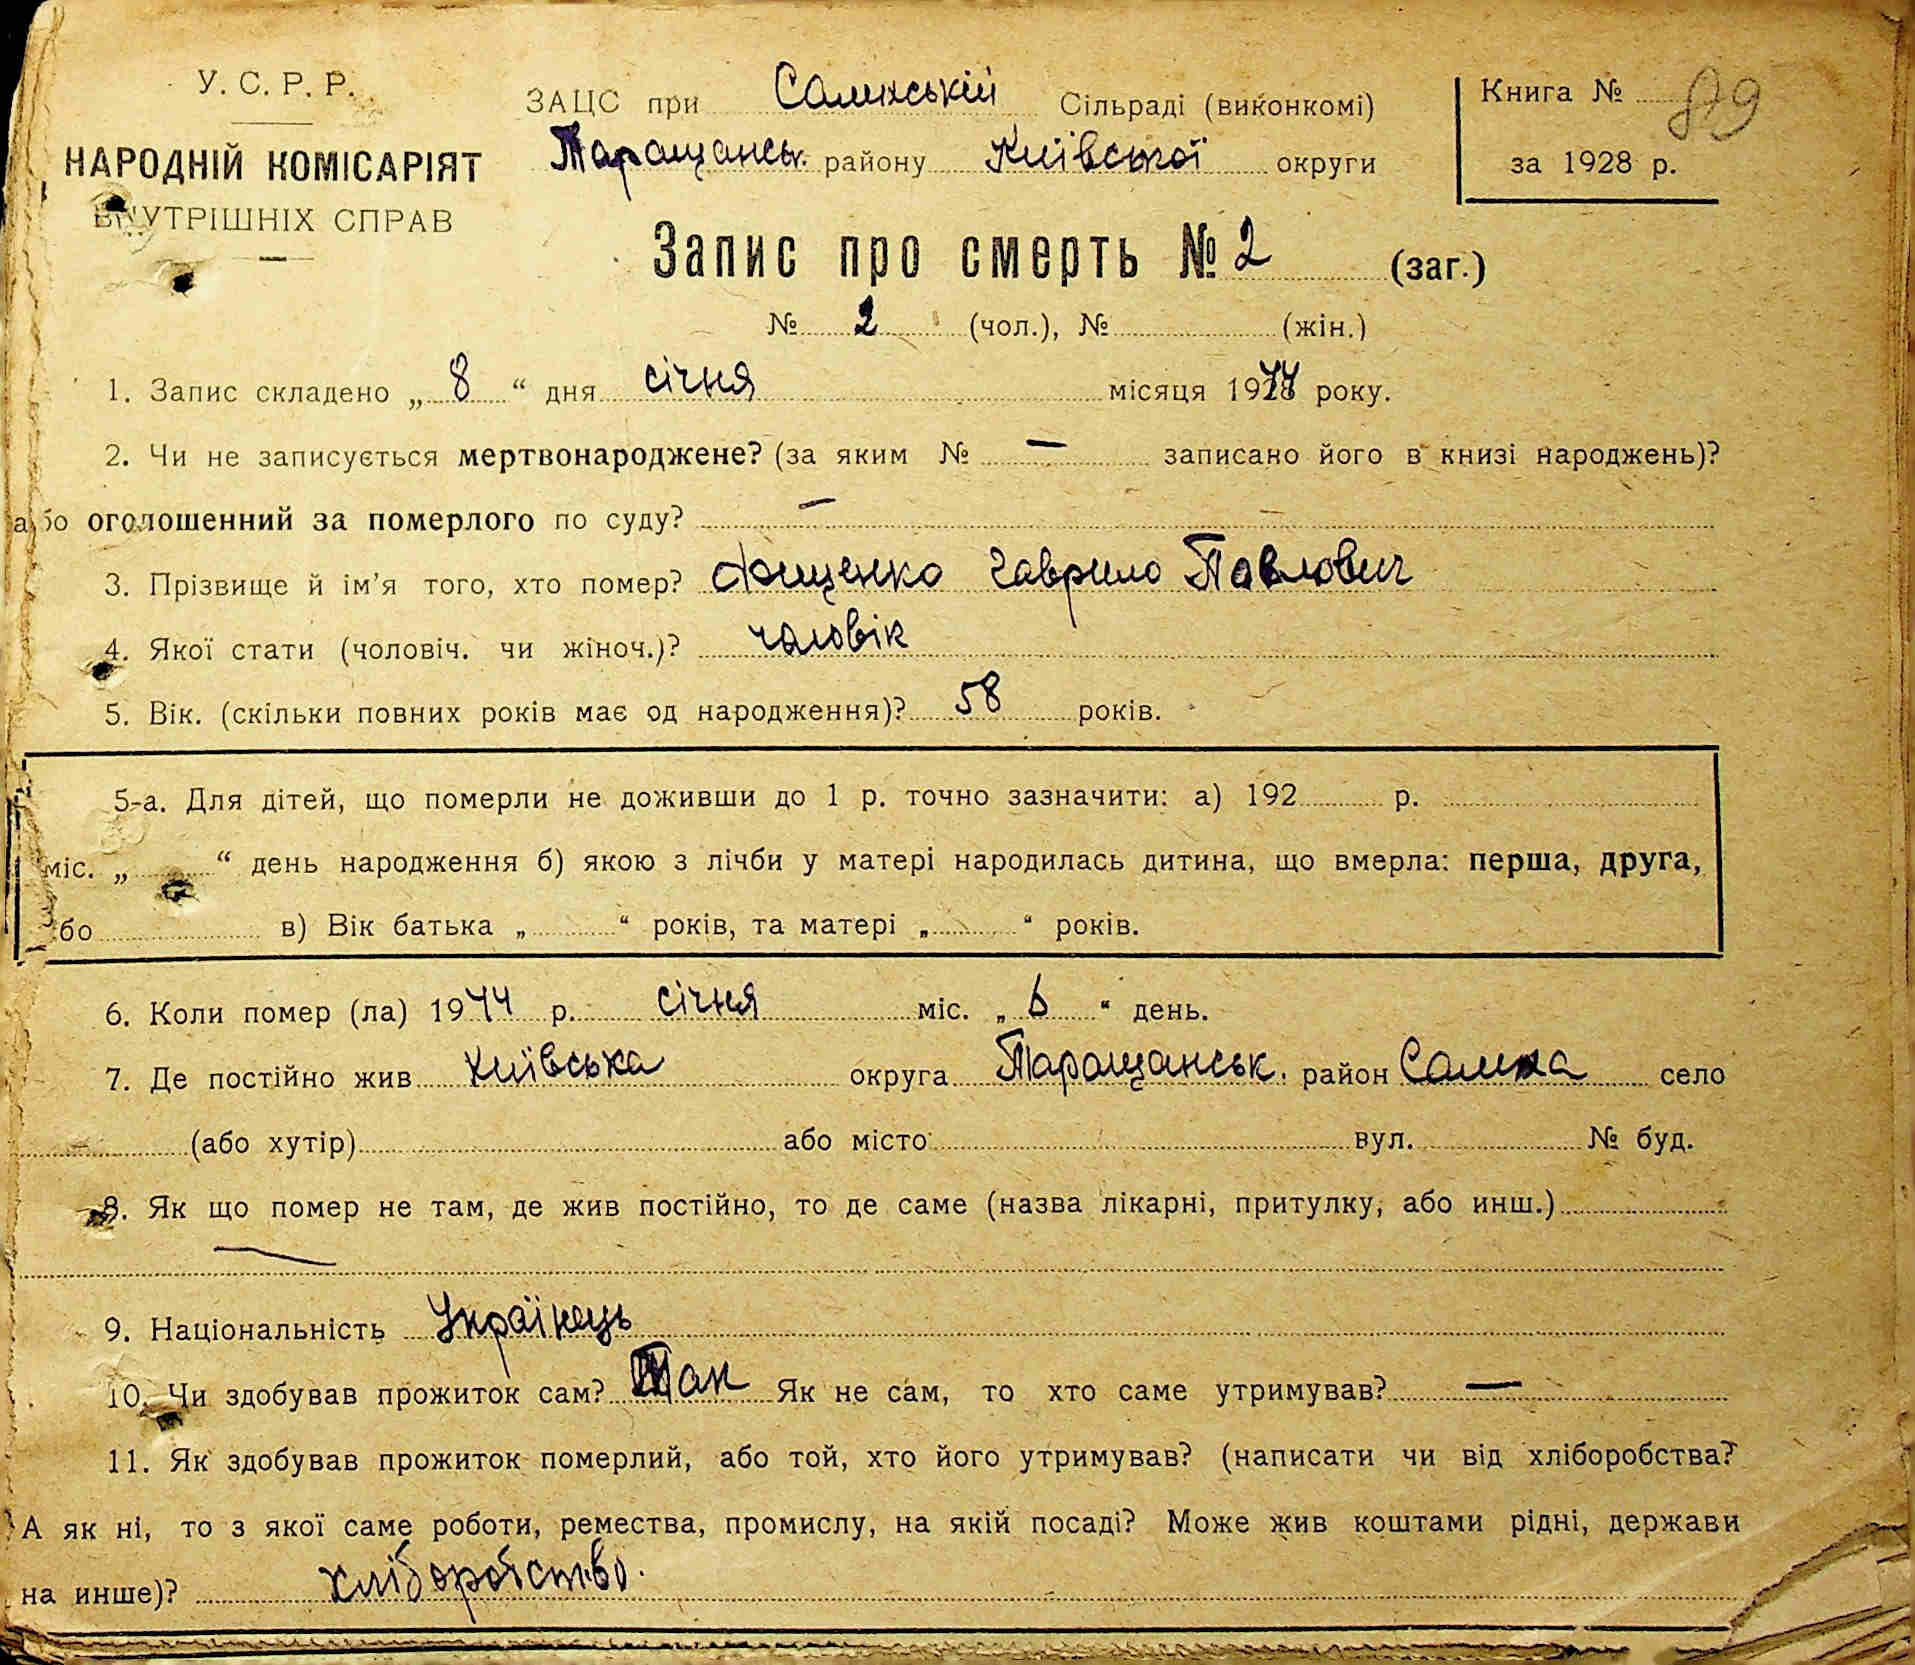 У. С. Р. Р.
НАРОДНІЙ КОМІСАРІЯТ
ВНУТРІШНІХ СПРАВ
ЗАЦС при Салихській Сільраді (виконкомі)
Таращанськ. району Київської округи
Книга № 89
за 1928 р.
Запис про смерть № 2 (заг.)
№ 2 (чол.), № (жін.)
1. Запис складено „ 8 “ дня січня місяця 1944 року.
2. Чи не записується мертвонароджене? (за яким № — записано його в книзі народжень)?
або оголошенний за померлого по суду? —
3. Прізвище й ім’я того, хто помер? Гаврило Павлович
4. Якої стати (чоловіч. чи жіноч.)? чоловік
5. Вік. (скільки повних років має од народження)? 58 років.
5-а. Для дітей, що померли не доживши до 1 р. точно зазначити: а) 192 р.
міс. „ “ день народження б) якою з лічби у матері народилась дитина, що вмерла: перша, друга,
або в) Вік батька „ “ років, та матері „ “ років.
6. Коли помер (ла) 1944 р. січня міс. „ 6 “ день.
7. Де постійно жив Київська округа Таращанськ. район Салиха село
(або хутір) або місто вул. № буд.
8. Як що помер не там, де жив постійно, то де саме (назва лікарні, притулку, або инш.)
—
9. Національність Українець
10. Чи здобував прожиток сам? Так Як не сам, то хто саме утримував? —
11. Як здобував прожиток померлий, або той, хто його утримував? (написати чи від хліборобства?
А як ні, то з якої саме роботи, ремества, промислу, на якій посаді? Може жив коштами рідні, держави
на инше)? хліборобство.